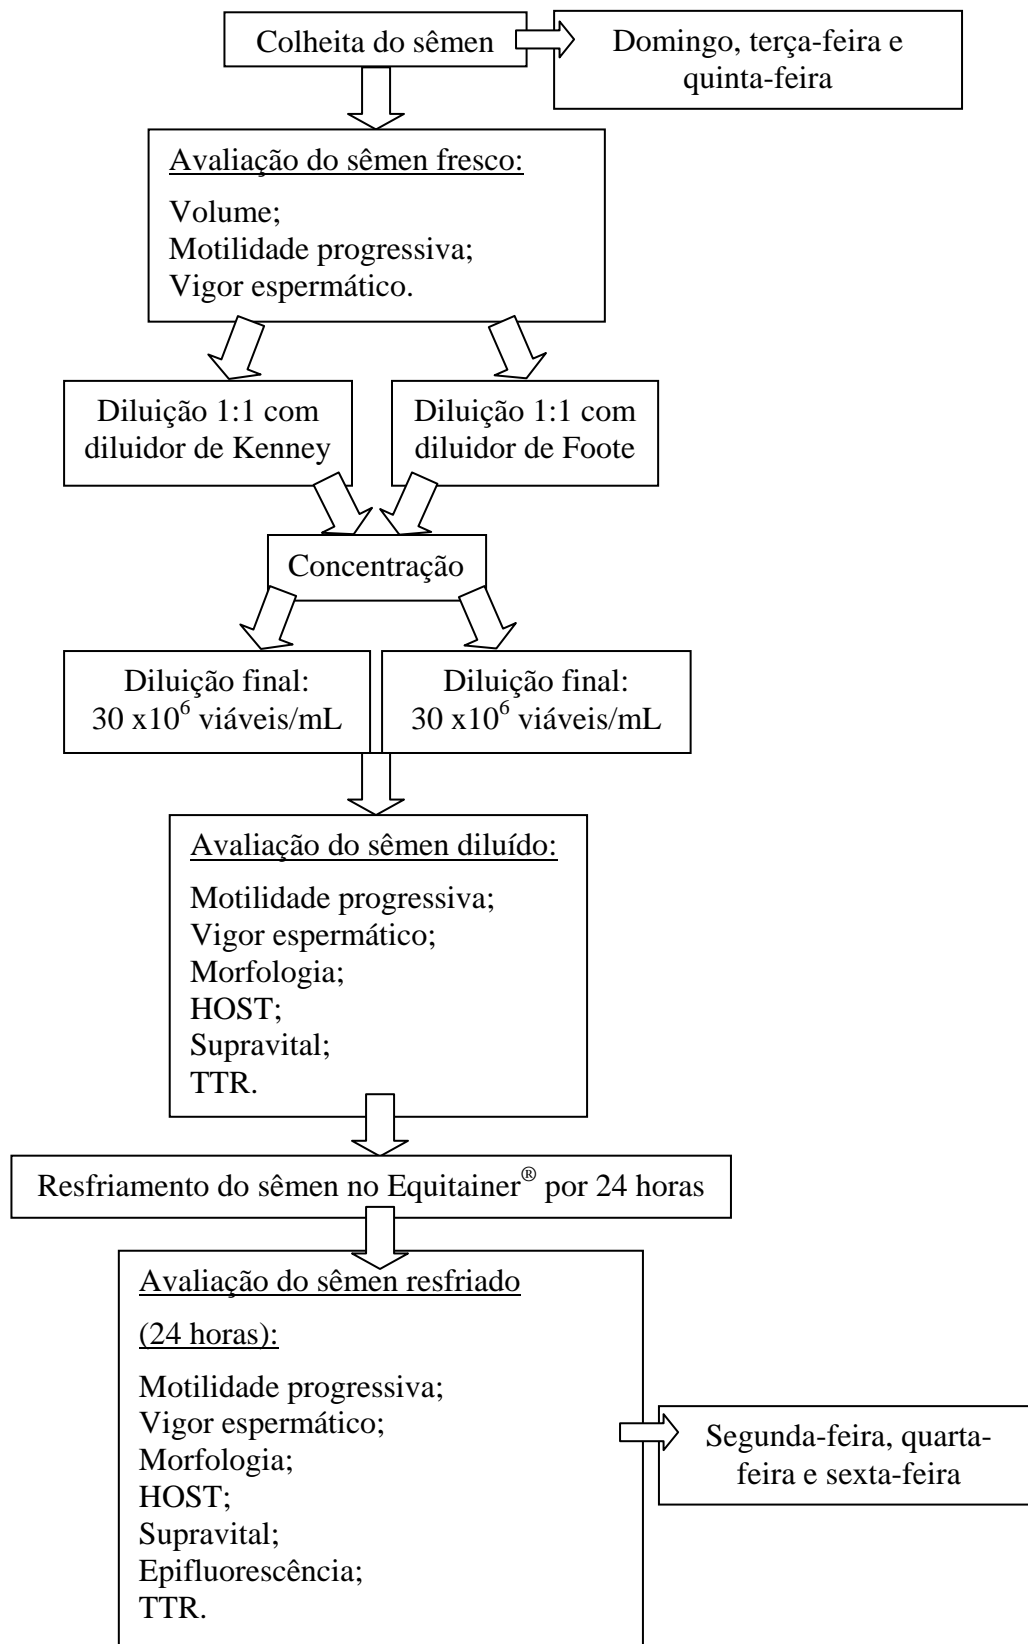 Colheita do sêmen
Domingo, terça-feira e
quinta-feira
Avaliação do sêmen fresco:
Volume;
Motilidade progressiva;
Vigor espermático.
Diluição 1:1 com
diluidor de Kenney
Diluição 1:1 com
diluidor de Foote
Concentração
Diluição final:
30 x10⁶ viáveis/mL
Diluição final:
30 x10⁶ viáveis/mL
Avaliação do sêmen diluído:
Motilidade progressiva;
Vigor espermático;
Morfologia;
HOST;
Supravital;
TTR.
Resfriamento do sêmen no Equitainer® por 24 horas
Avaliação do sêmen resfriado
(24 horas):
Motilidade progressiva;
Vigor espermático;
Morfologia;
HOST;
Supravital;
Epifluorescência;
TTR.
Segunda-feira, quarta-
feira e sexta-feira